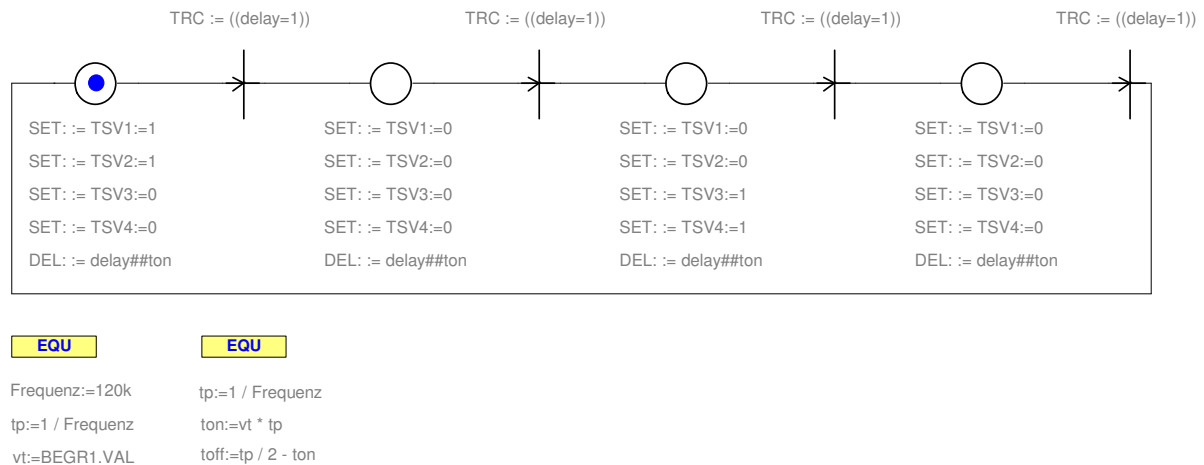 TRC := ((delay=1)) TRC := ((delay=1)) TRC := ((delay=1)) TRC := ((delay=1))
SET: := TSV1:=1 SET: := TSV1:=0 SET: := TSV1:=0 SET: := TSV1:=0
SET: := TSV2:=1 SET: := TSV2:=0 SET: := TSV2:=0 SET: := TSV2:=0
SET: := TSV3:=0 SET: := TSV3:=0 SET: := TSV3:=1 SET: := TSV3:=0
SET: := TSV4:=0 SET: := TSV4:=0 SET: := TSV4:=1 SET: := TSV4:=0
DEL: := delay##ton DEL: := delay##ton DEL: := delay##ton DEL: := delay##ton
EQU EQU
Frequenz:=120k tp:=1 / Frequenz
tp:=1 / Frequenz ton:=vt * tp
vt:=BEGR1.VAL toff:=tp / 2 - ton